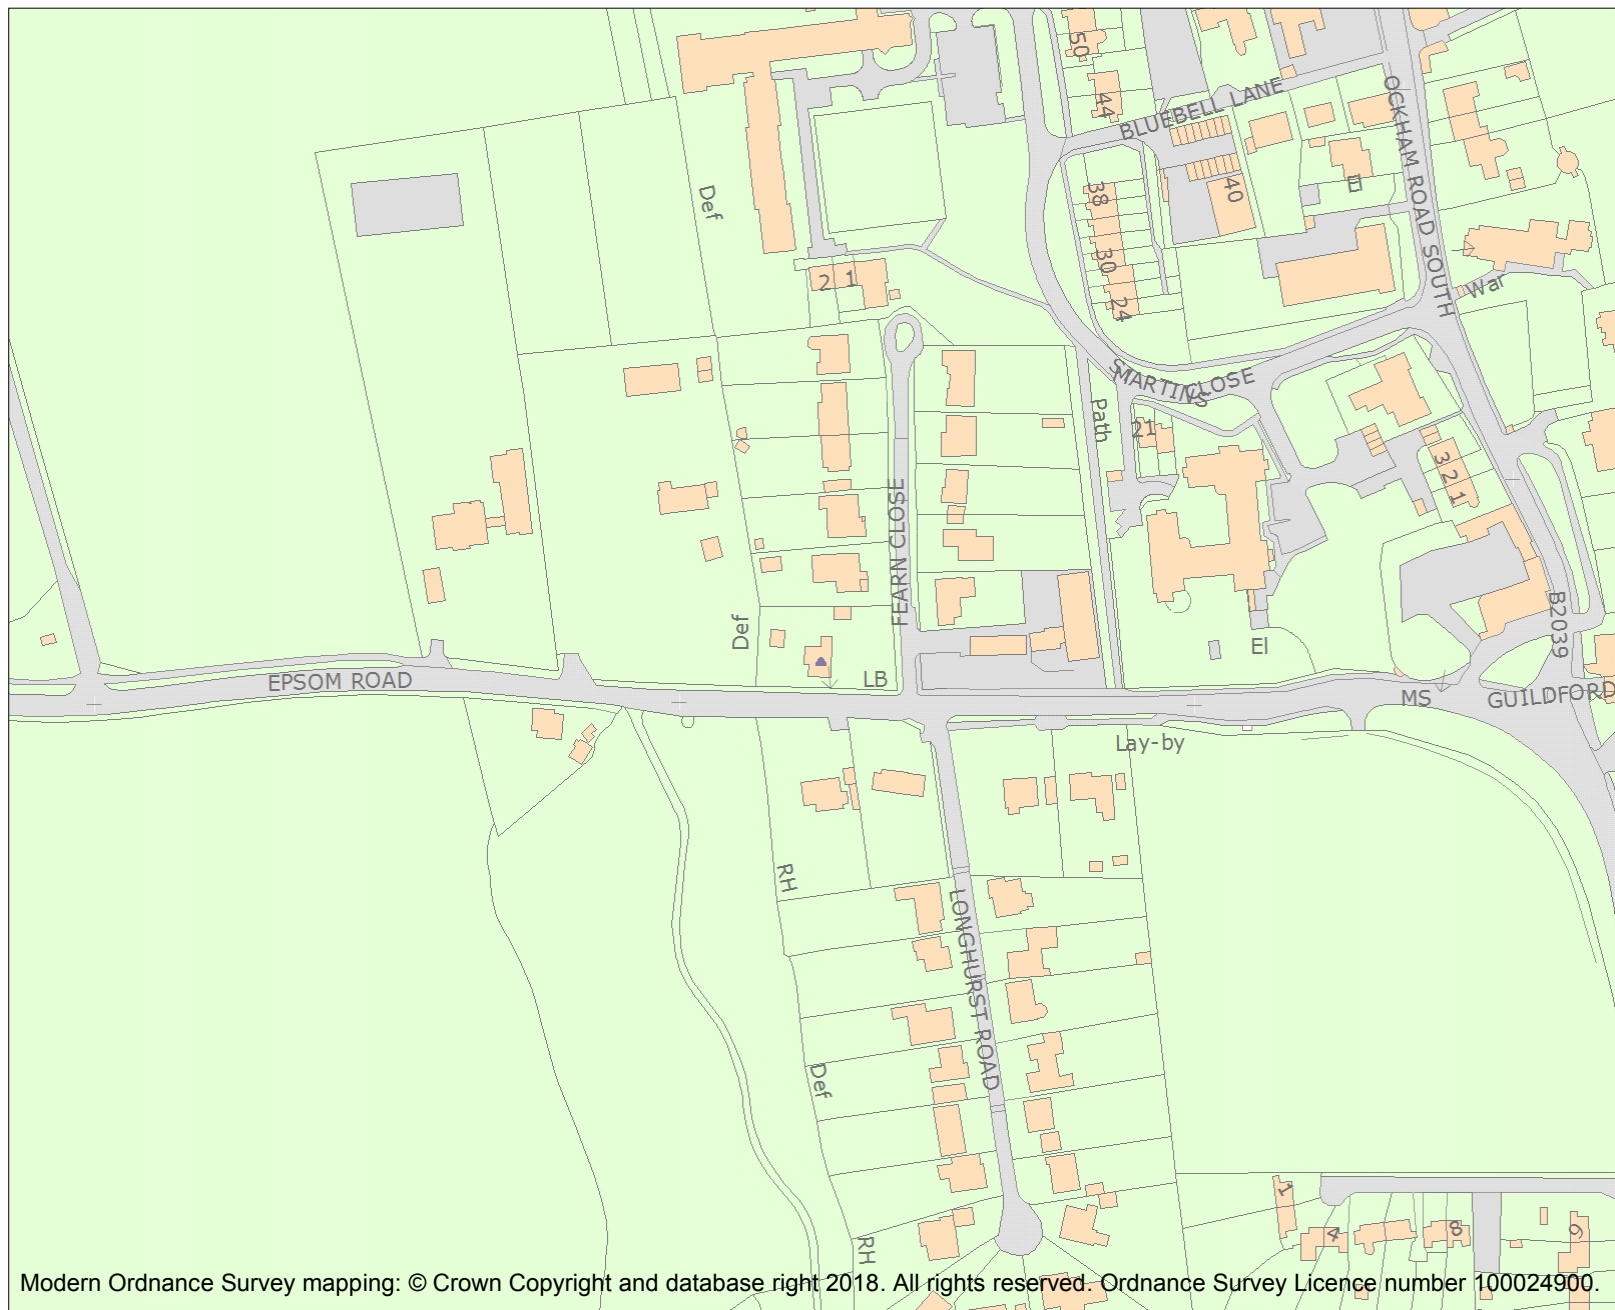 50
44
BLUEBELL LANE
OCKHAM ROAD SOUTH
Def
38
40
El
30
24
War
2 1
SMARTINS CLOSE
Path
21
3 2 1
FEARN CLOSE
Def
El
B2039
EPSOM ROAD
LB
MS
GUILDFORD
Lay-by
RH
LONGHURST ROAD
Def
RH
1
4
8
9
Modern Ordnance Survey mapping: © Crown Copyright and database right 2018. All rights reserved. Ordnance Survey Licence number 100024900.